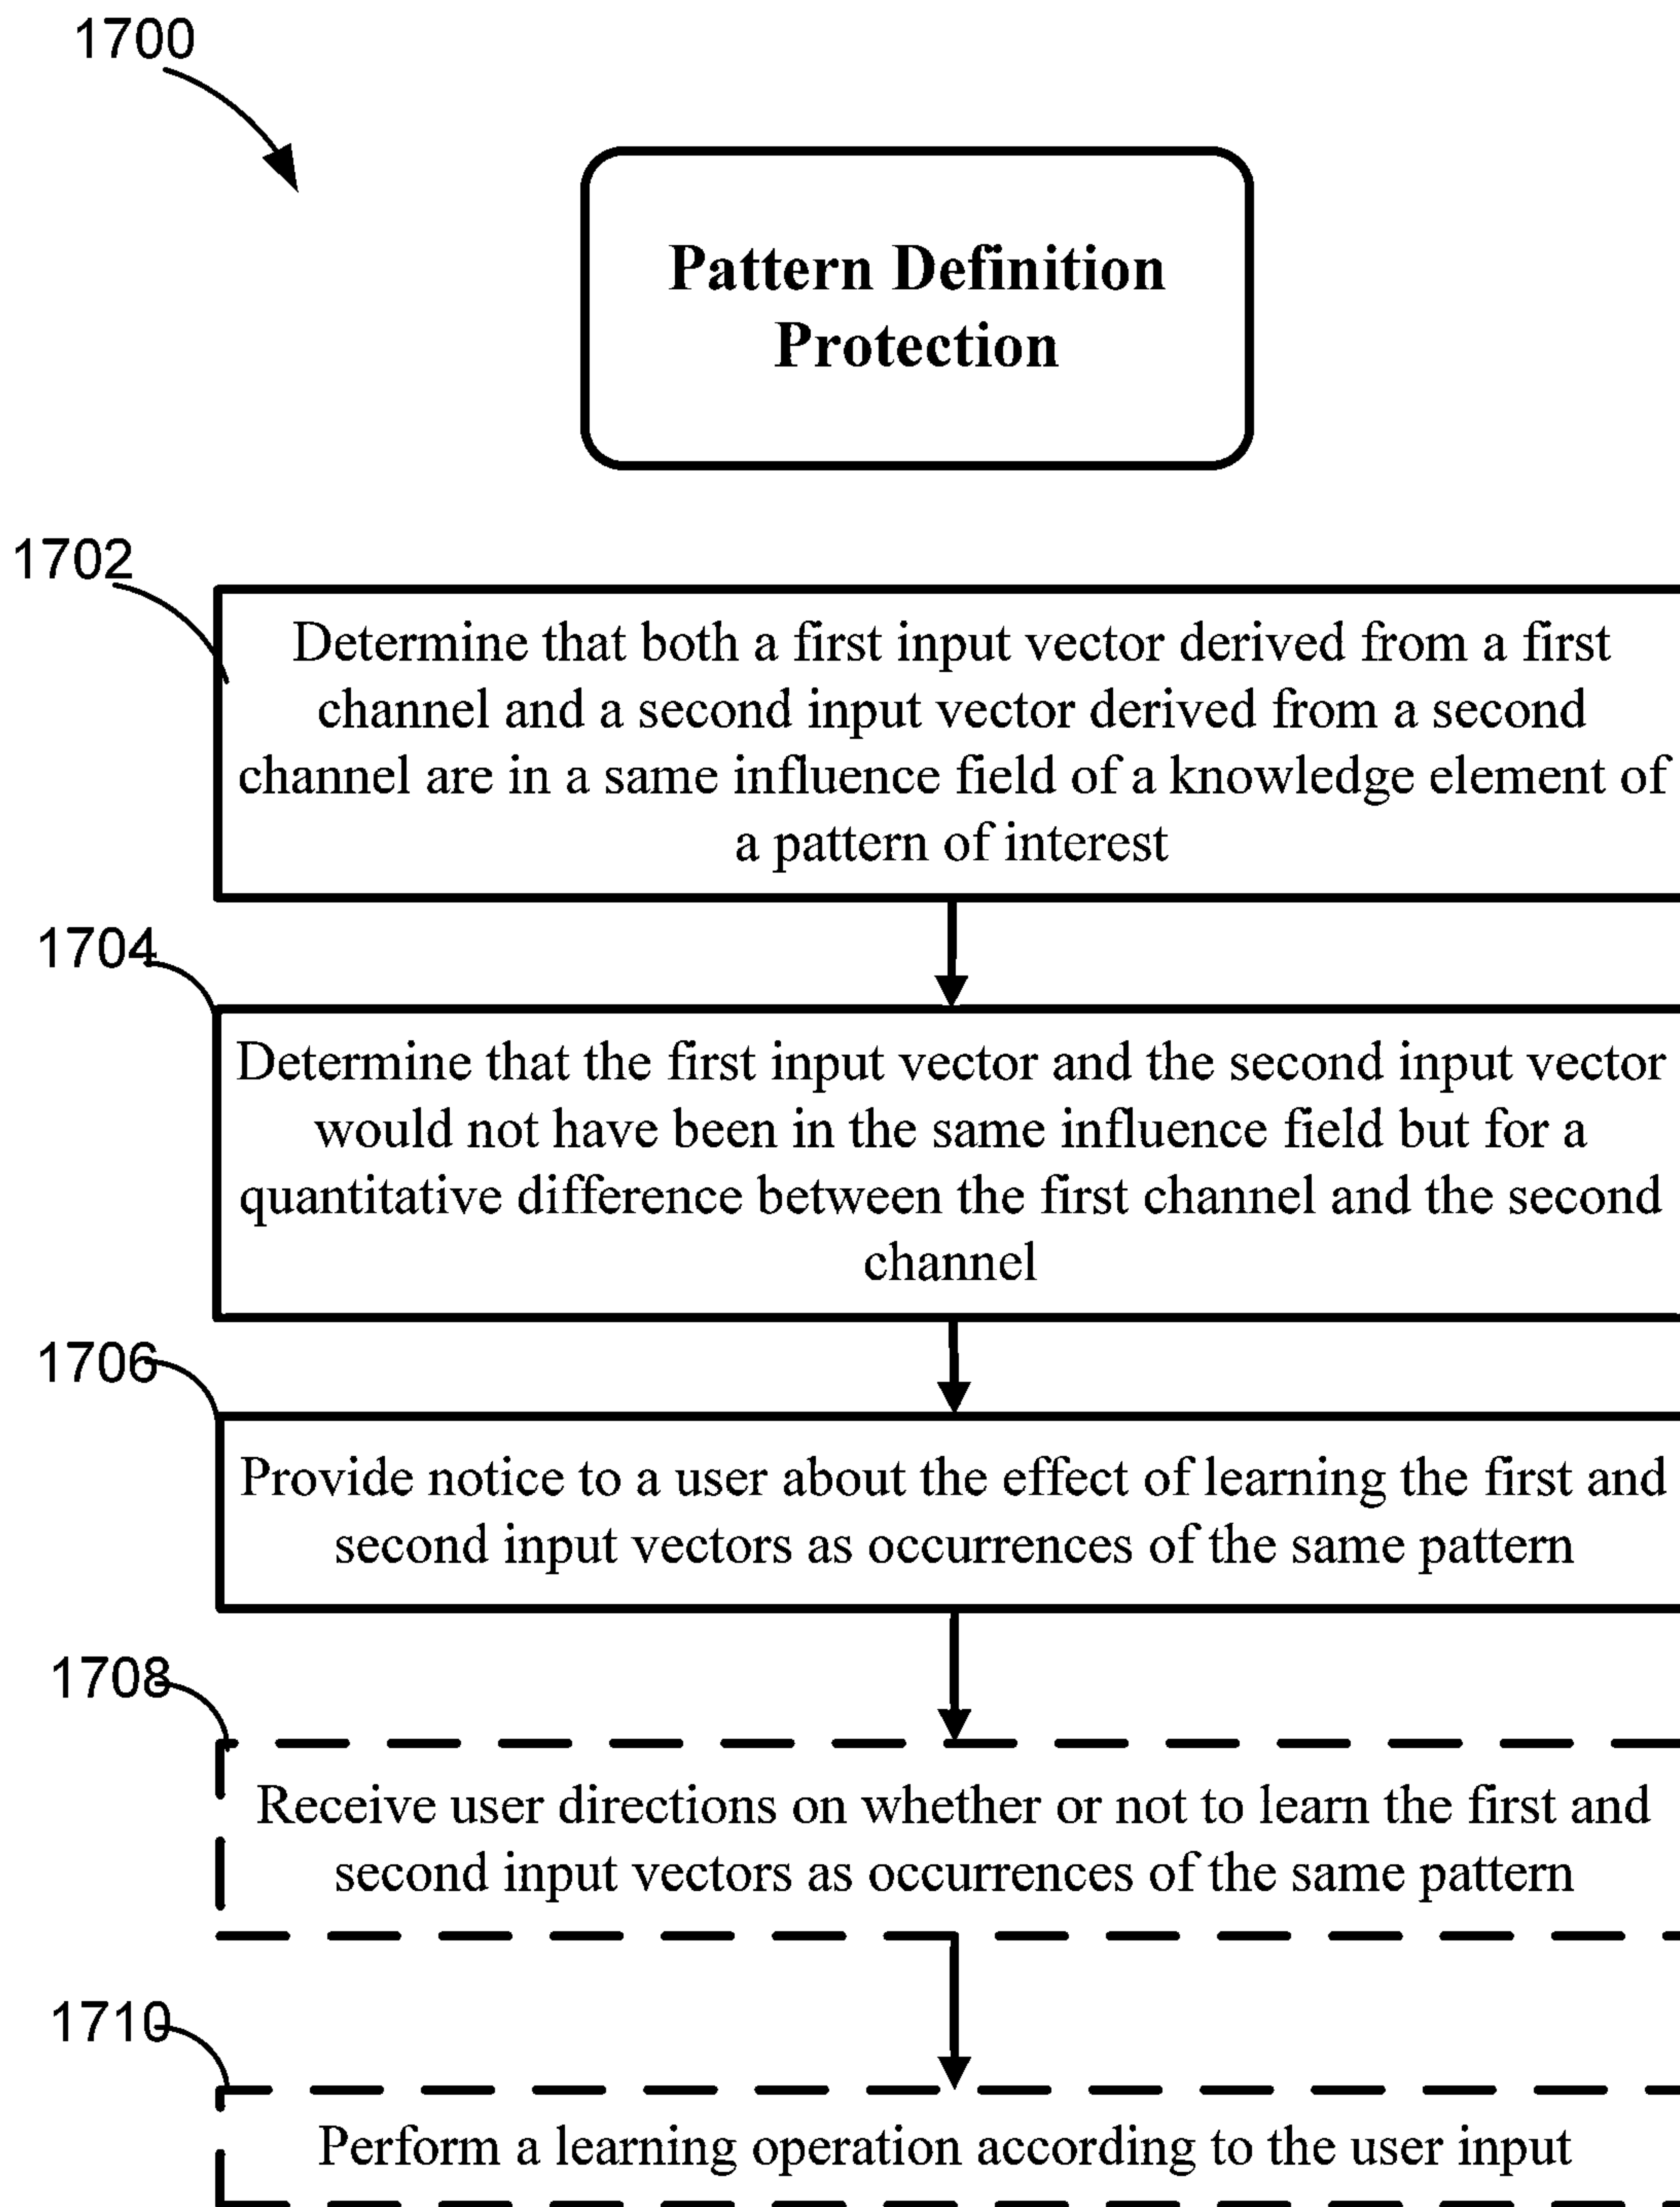 1700
Pattern Definition
Protection
1702
Determine that both a first input vector derived from a first
channel and a second input vector derived from a second
channel are in a same influence field of a knowledge element of
a pattern of interest
1704
Determine that the first input vector and the second input vector
would not have been in the same influence field but for a
quantitative difference between the first channel and the second
channel
1706
Provide notice to a user about the effect of learning the first and
second input vectors as occurrences of the same pattern
1708
Receive user directions on whether or not to learn the first and
second input vectors as occurrences of the same pattern
1710
Perform a learning operation according to the user input